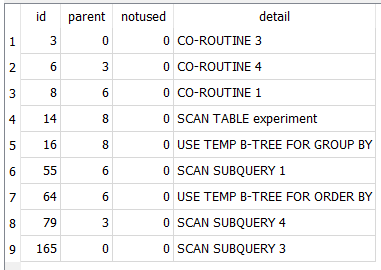 id parent notused detail
1 3 0 0 CO-ROUTINE 3
2 6 3 0 CO-ROUTINE 4
3 8 6 0 CO-ROUTINE 1
4 14 8 0 SCAN TABLE experiment
5 16 8 0 USE TEMP B-TREE FOR GROUP BY
6 55 6 0 SCAN SUBQUERY 1
7 64 6 0 USE TEMP B-TREE FOR ORDER BY
8 79 3 0 SCAN SUBQUERY 4
9 165 0 0 SCAN SUBQUERY 3